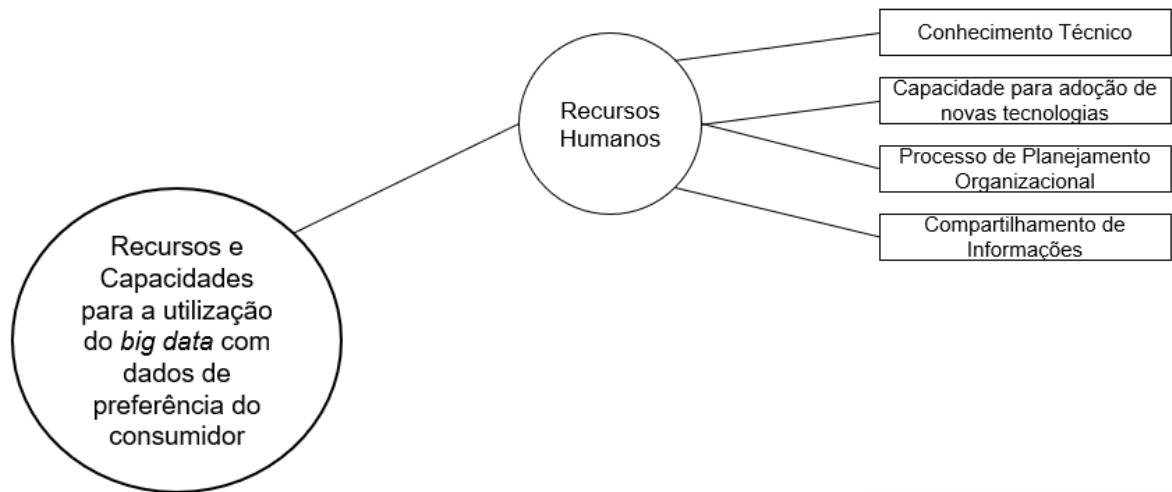 Recursos e
Capacidades
para a utilização
do big data com
dados de
preferência do
consumidor
Recursos
Humanos
Conhecimento Técnico
Capacidade para adoção de
novas tecnologias
Processo de Planejamento
Organizacional
Compartilhamento de
Informações